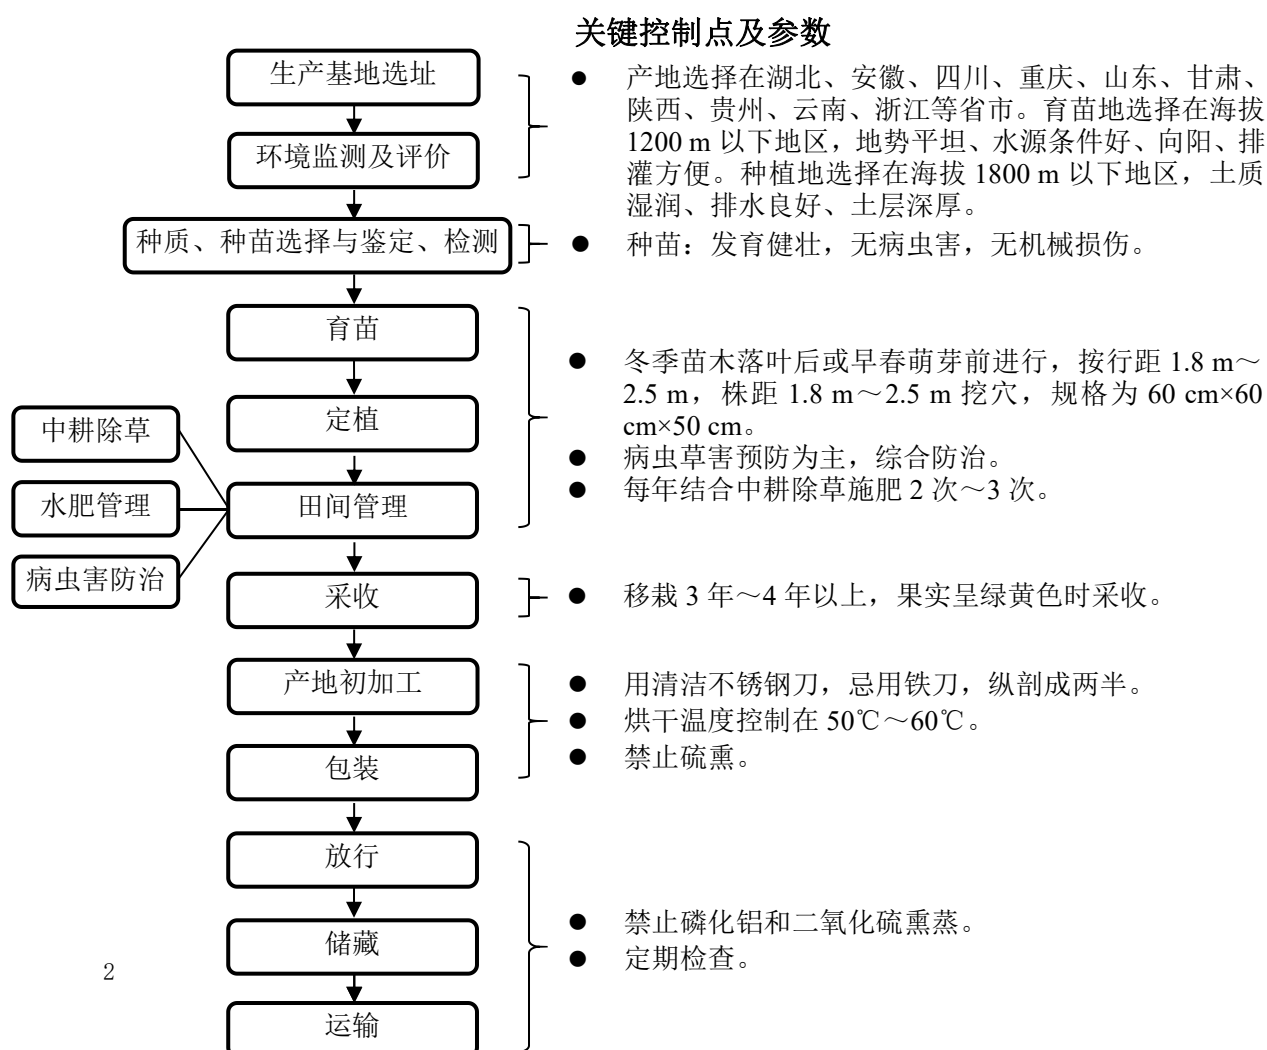 关键控制点及参数
生产基地选址
环境监测及评价
● 产地选择在湖北、安徽、四川、重庆、山东、甘肃、
陕西、贵州、云南、浙江等省市。育苗地选择在海拔
1200 m 以下地区，地势平坦、水源条件好、向阳、排
灌方便。种植地选择在海拔 1800 m 以下地区，土质
湿润、排水良好、土层深厚。
种质、种苗选择与鉴定、检测
● 种苗：发育健壮，无病虫害，无机械损伤。
育苗
定植
田间管理
中耕除草
水肥管理
病虫害防治
● 冬季苗木落叶后或早春萌芽前进行，按行距 1.8 m～
2.5 m，株距 1.8 m～2.5 m 挖穴，规格为 60 cm×60
cm×50 cm。
● 病虫草害预防为主，综合防治。
● 每年结合中耕除草施肥 2 次～3 次。
采收
● 移栽 3 年～4 年以上，果实呈绿黄色时采收。
产地初加工
包装
● 用清洁不锈钢刀，忌用铁刀，纵剖成两半。
● 烘干温度控制在 50℃～60℃。
● 禁止硫熏。
放行
储藏
运输
● 禁止磷化铝和二氧化硫熏蒸。
● 定期检查。
2